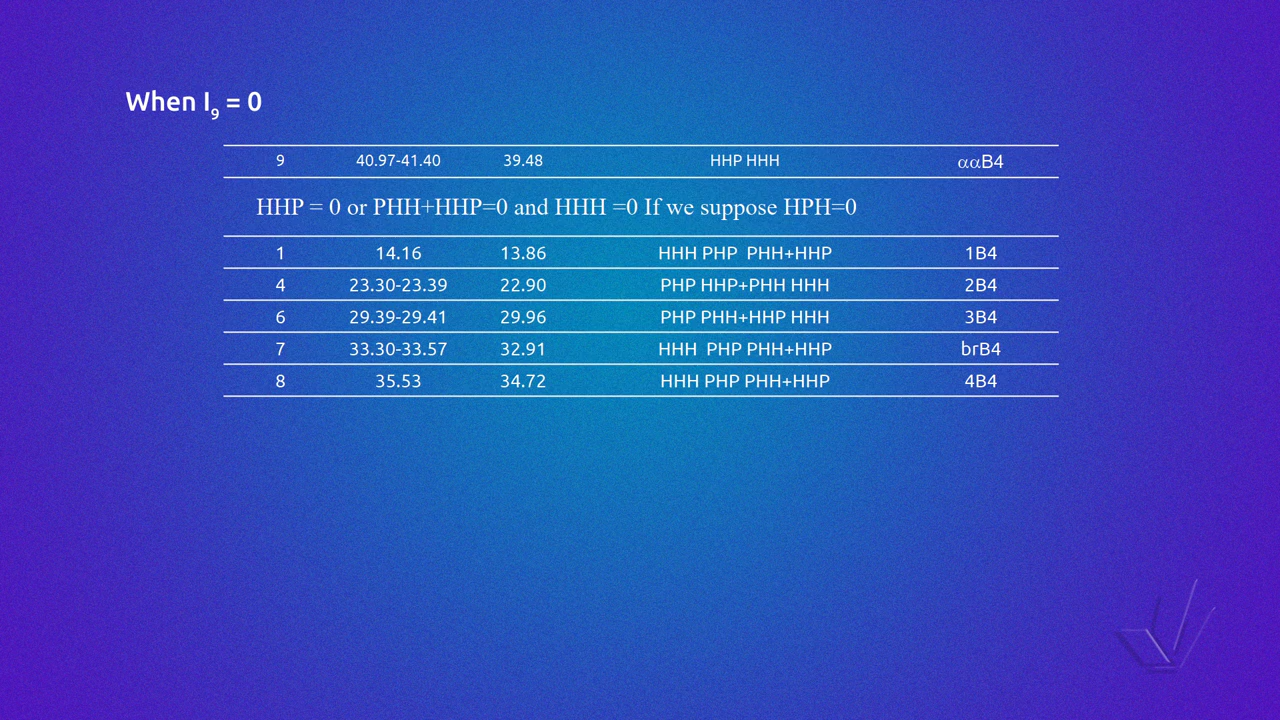 When I₉ = 0
9 40.97-41.40 39.48 HHP HHH ααB4
HHP = 0 or PHH+HHP=0 and HHH =0 If we suppose HPH=0
1 14.16 13.86 HHH PHP PHH+HHP 1B4
4 23.30-23.39 22.90 PHP HHP+PHH HHH 2B4
6 29.39-29.41 29.96 PHP PHH+HHP HHH 3B4
7 33.30-33.57 32.91 HHH PHP PHH+HHP brB4
8 35.53 34.72 HHH PHP PHH+HHP 4B4